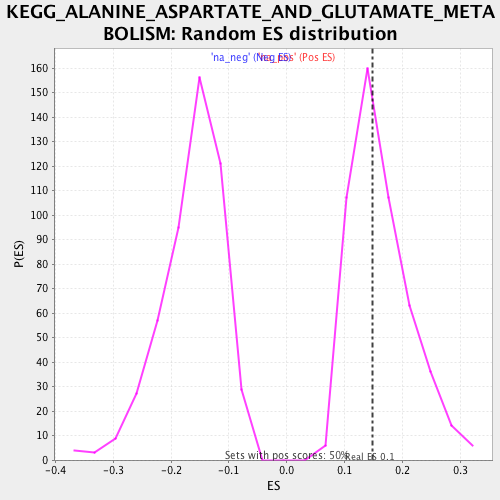 KEGG_ALANINE_ASPARTATE_AND_GLUTAMATE_META
BOLISM: Random ES distribution
'na_neg' (Neg ES) 'na_pos' (Pos ES)
160
150
140
130
120
110
100
90
80
70
60
50
40
30
20
10
0
P(ES)
Sets with pos scores: 50%
Real ES 0.1
-0.4 -0.3 -0.2 -0.1 0.0 0.1 0.2 0.3
ES